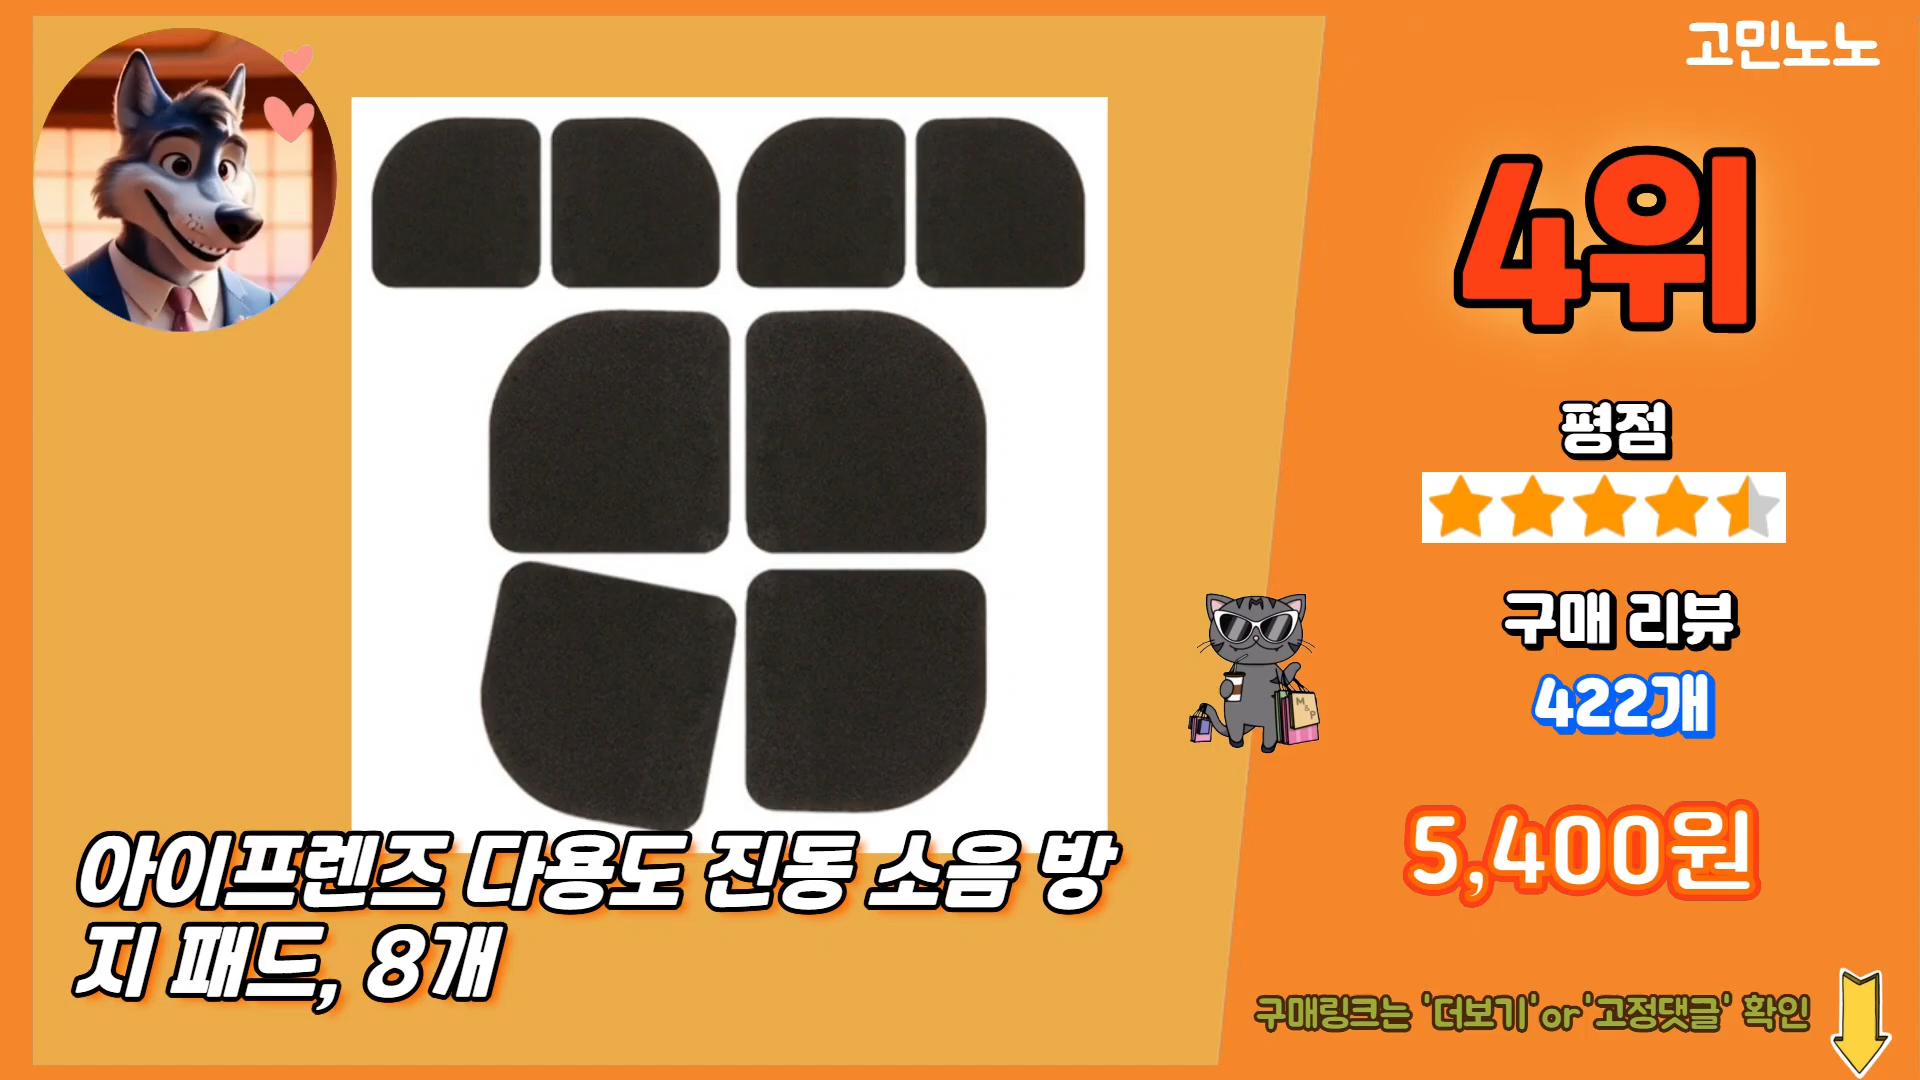 고민노노
4위
평점
구매 리뷰
422개
5,400원
M
&
P
아이프렌즈 다용도 진동 소음 방
지 패드, 8개
구매링크는 '더보기' or '고정댓글' 확인